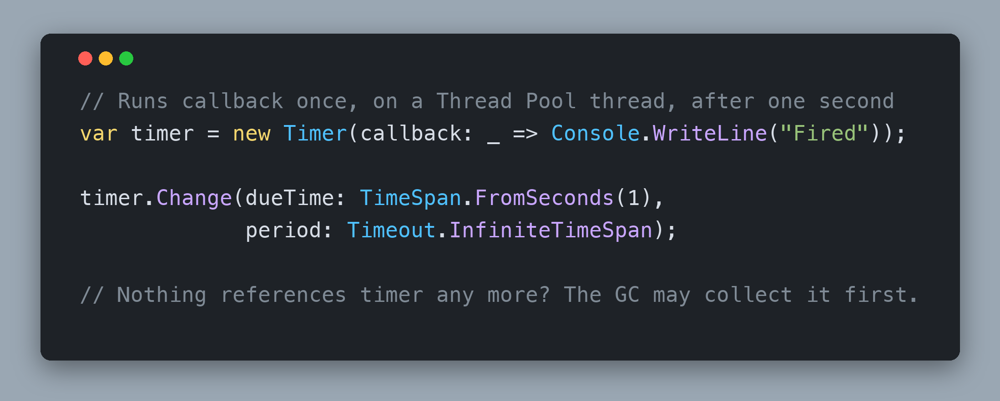 // Runs callback once, on a Thread Pool thread, after one second
var timer = new Timer(callback: _ => Console.WriteLine("Fired"));
timer.Change(dueTime: TimeSpan.FromSeconds(1),
period: Timeout.InfiniteTimeSpan);
// Nothing references timer any more? The GC may collect it first.